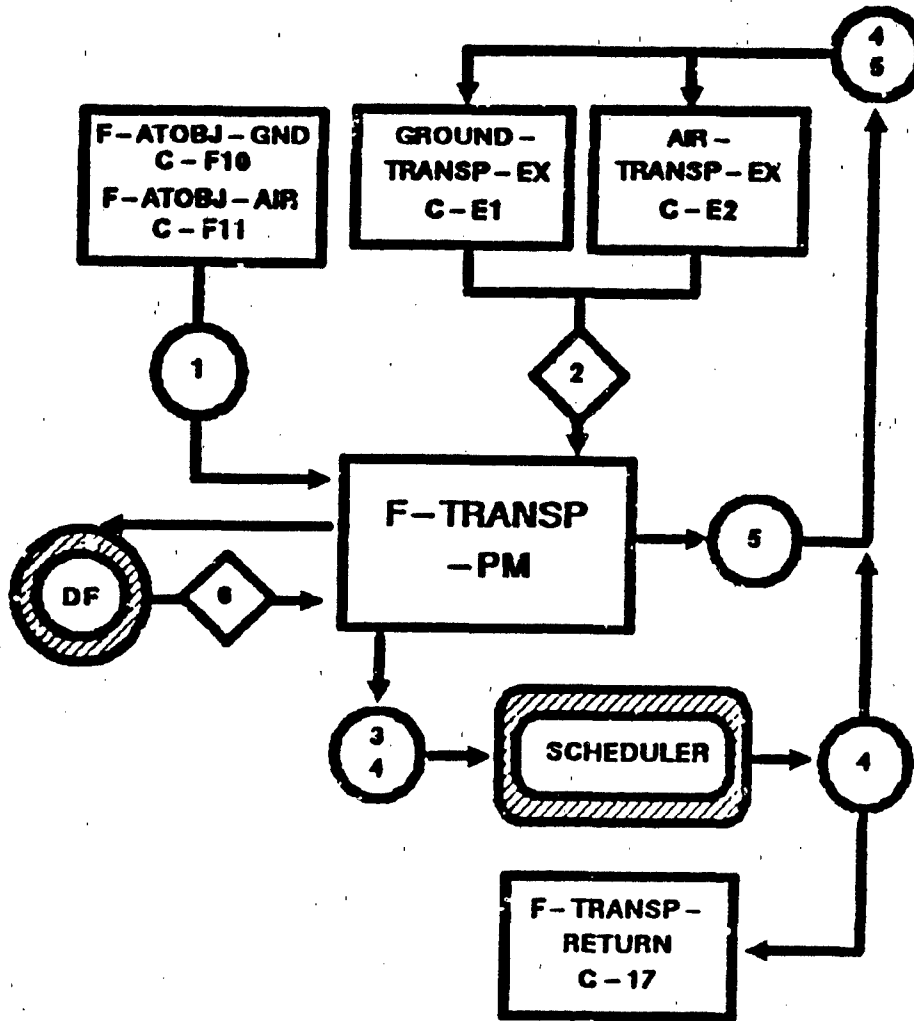 4
5
F-ATOBJ-GND
C-F10
F-ATOBJ-AIR
C-F11
GROUND-
TRANSP-EX
C-E1
AIR-
TRANSP-EX
C-E2
1
2
F-TRANSP
-PM
5
DF
6
3
4
SCHEDULER
4
F-TRANSP-
RETURN
C-17